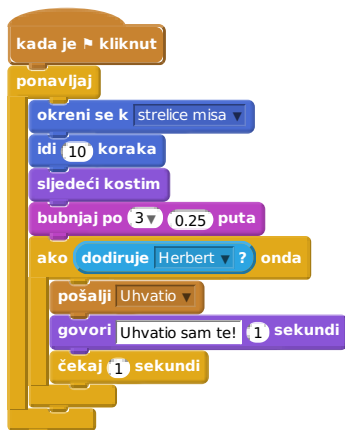 kada je ⚑ kliknut
ponavljaj
okreni se k strelice misa ▼
idi 10 koraka
sljedeći kostim
bubnjaj po 3▼ 0.25 puta
ako dodiruje Herbert ▼ ? onda
pošalji Uhvatio ▼
govori Uhvatio sam te! 1 sekundi
čekaj 1 sekundi